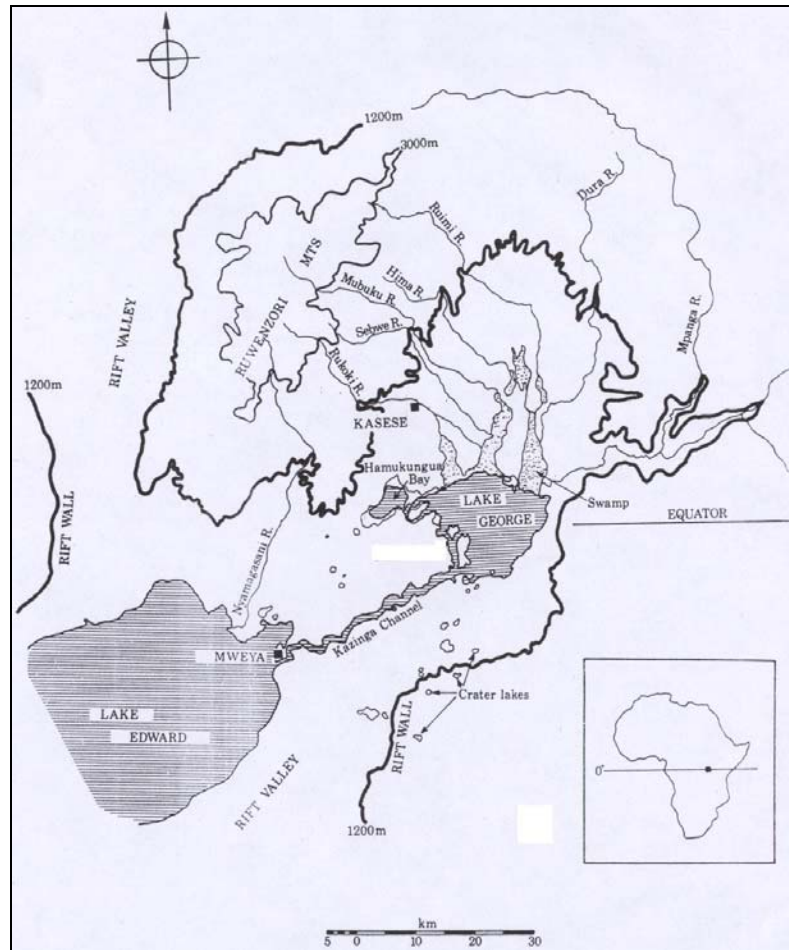 1200m
3000m
Dura R.
Ruimi R.
MTS
Hima R.
Mubuku R.
RUWENZORI
Sebwe R.
Rukoki R.
Mpanga R.
RIFT VALLEY
1200m
KASESE
Hamukungua
Bay
LAKE
GEORGE
Swamp
EQUATOR
RIFT WALL
Nyamagasani R.
Kazinga Channel
MWEYA
LAKE
EDWARD
Crater lakes
RIFT WALL
RIFT VALLEY
1200m
0°
km
5 0 10 20 30